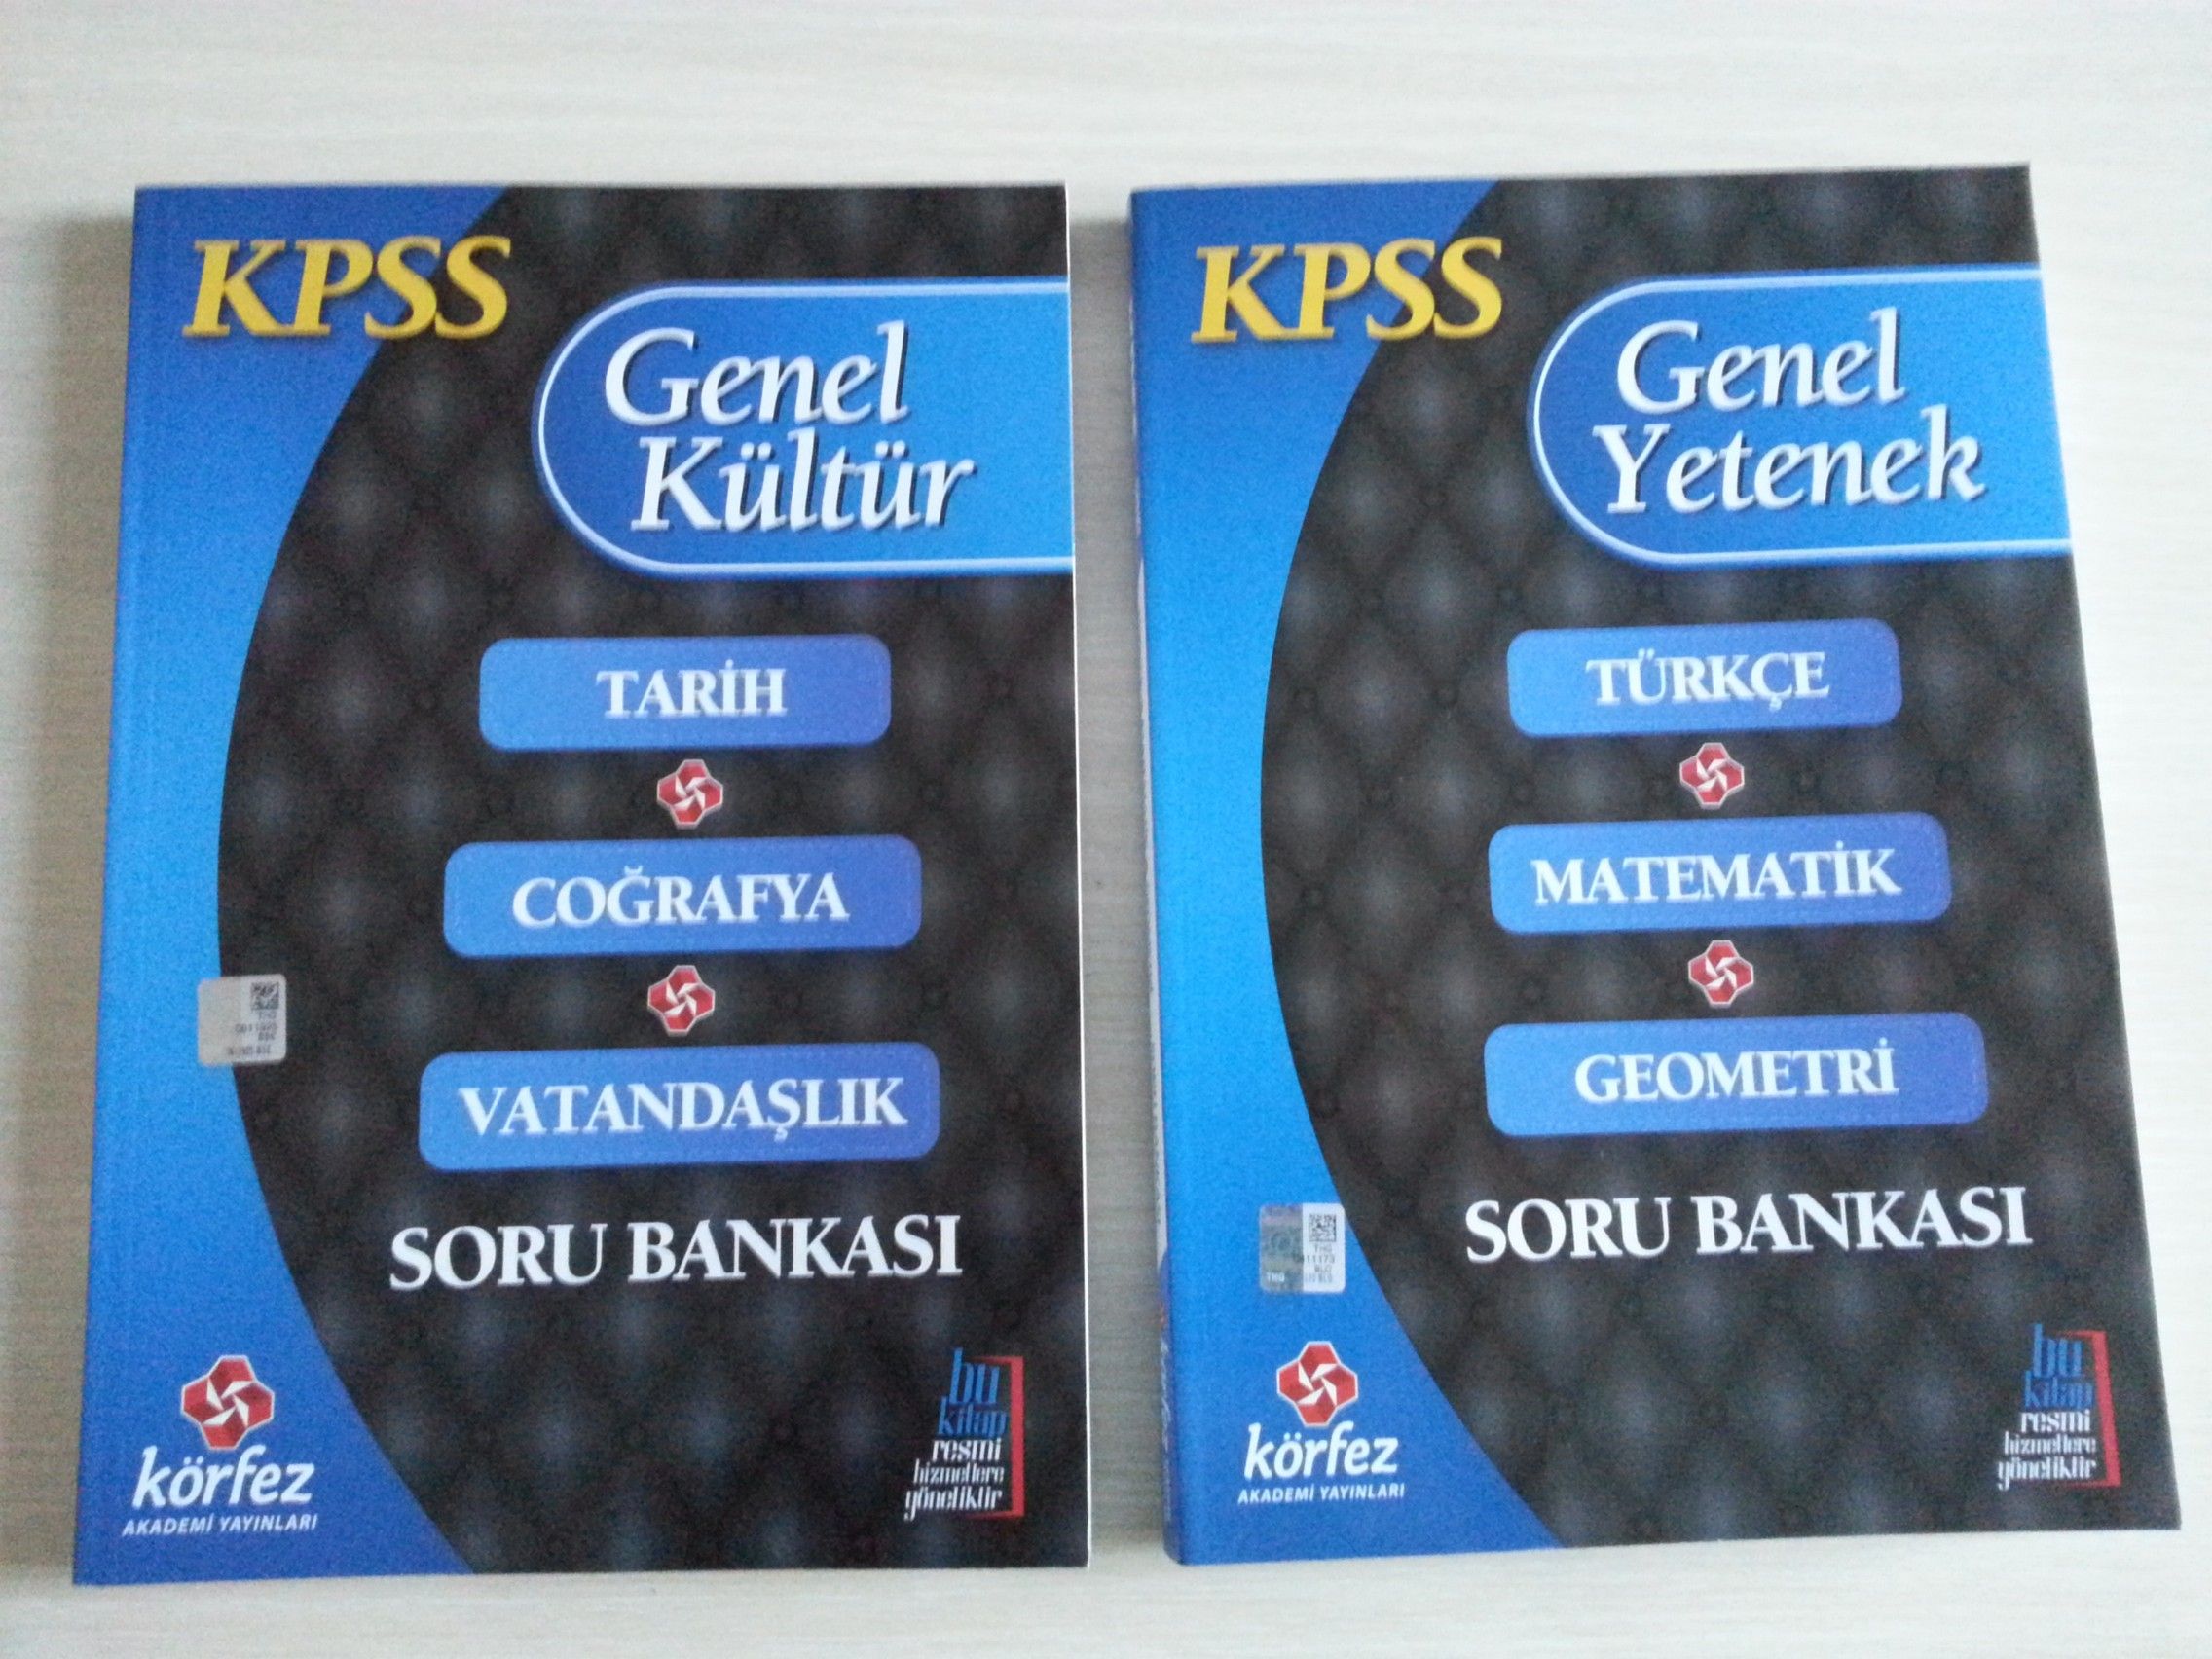 KPSS
Genel
Kültür
TARİH
COĞRAFYA
VATANDAŞLIK
SORU BANKASI
körfez
AKADEMİ YAYINLARI
bu
kitap
resmi
hizmetlere
yöneliktir
KPSS
Genel
Yetenek
TÜRKÇE
MATEMATİK
GEOMETRİ
SORU BANKASI
körfez
AKADEMİ YAYINLARI
bu
kitap
resmi
hizmetlere
yöneliktir